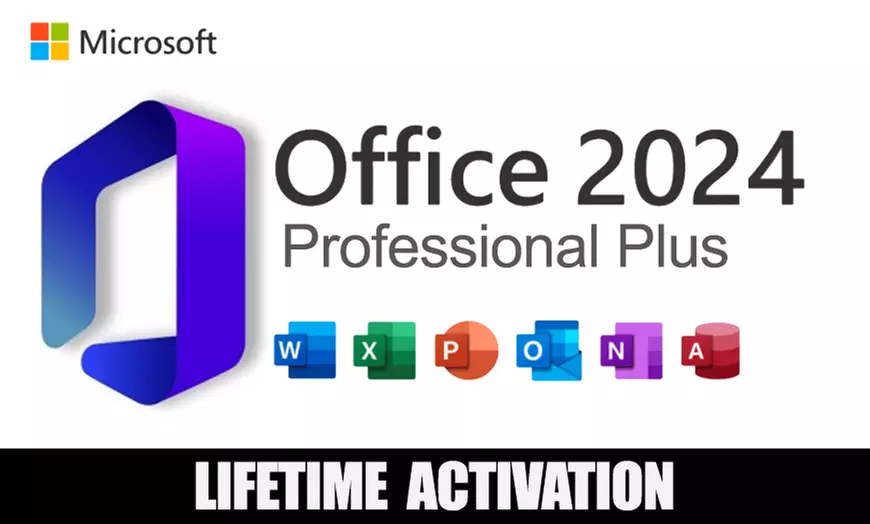 Microsoft
Office 2024
Professional Plus
W X P O N A
LIFETIME ACTIVATION